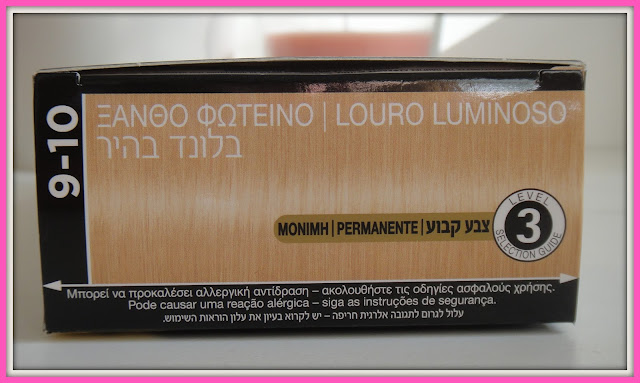 9-10
ΞΑΝΘΟ ΦΩΤΕΙΝΟ | LOURO LUMINOSO
בלונד בהיר
ΜΟΝΙΜΗ | PERMANENTE | צבע קבוע
LEVEL
3
SELECTION GUIDE
Μπορεί να προκαλέσει αλλεργική αντίδραση – ακολουθήστε τις οδηγίες ασφαλούς χρήσης.
Pode causar uma reação alérgica – siga as instruções de segurança.
עלול לגרום לתגובה אלרגית חריפה – יש לקרוא בעיון את עלון הוראות השימוש.